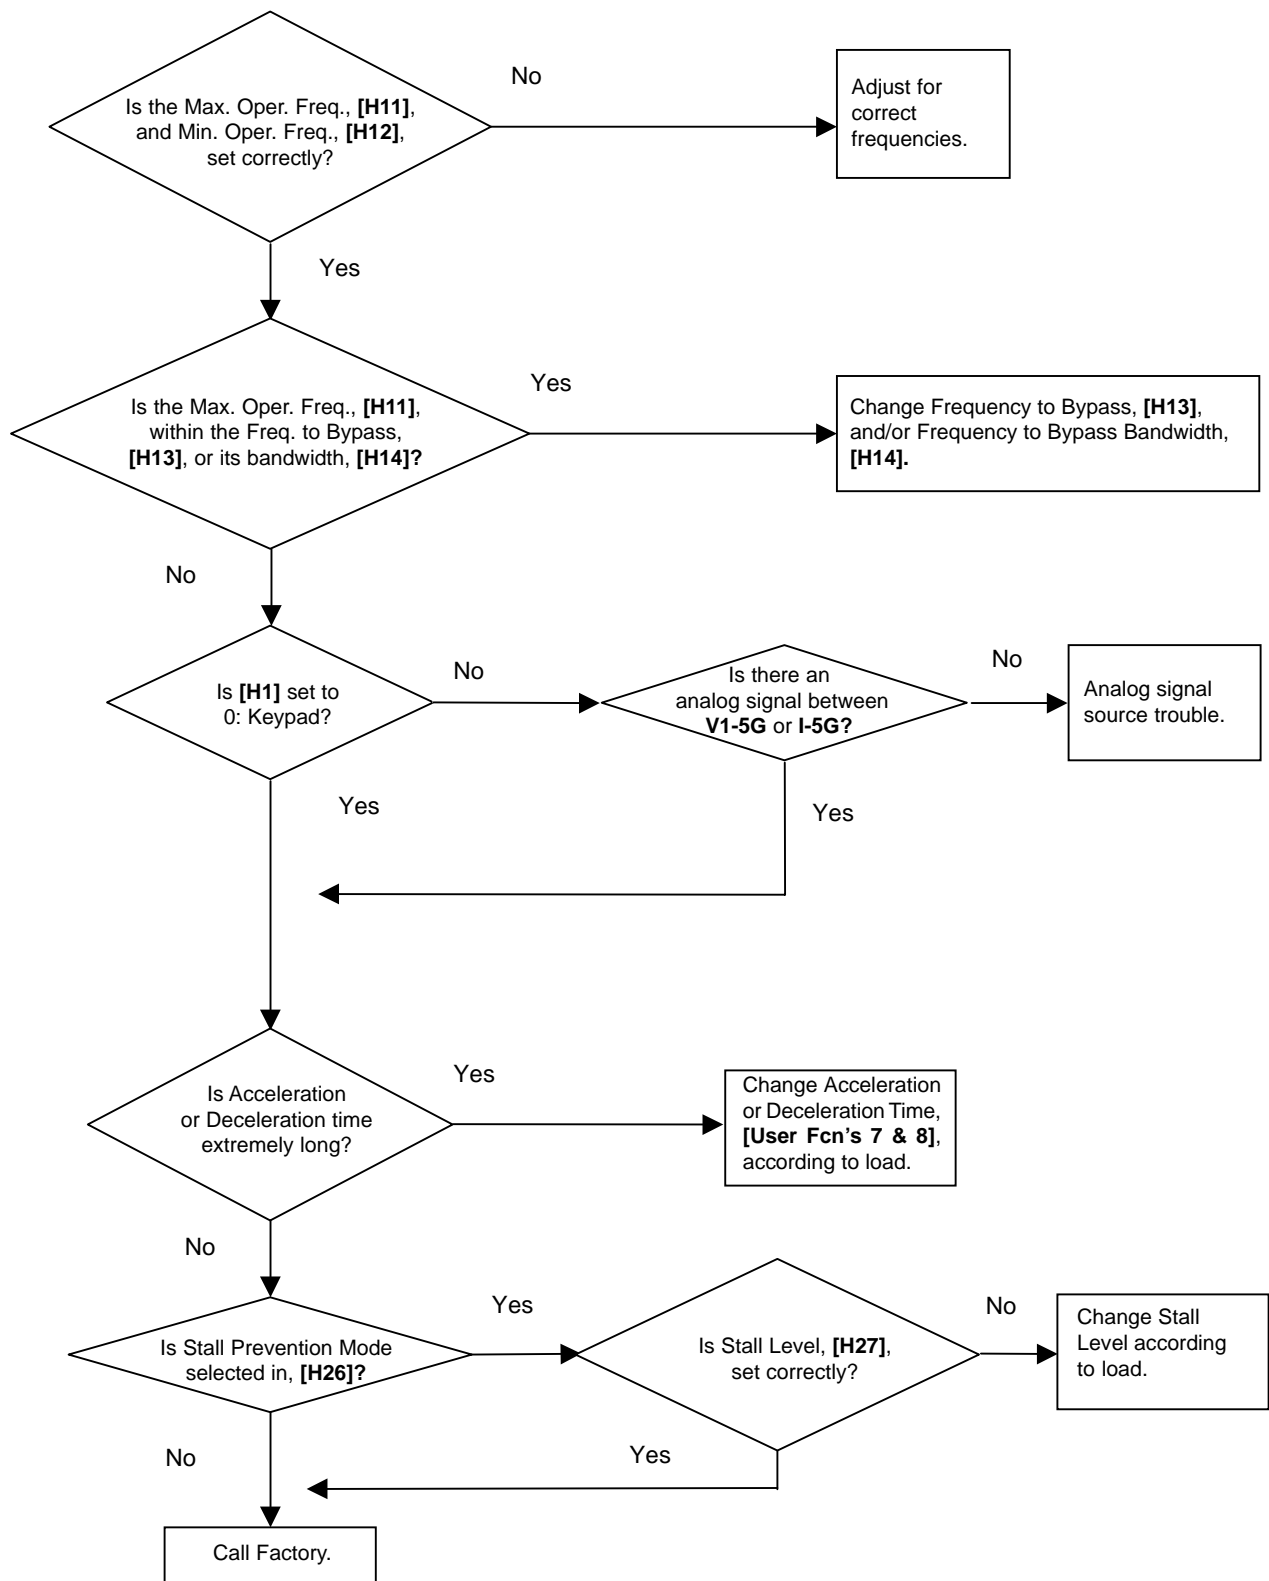 Is the Max. Oper. Freq., [H11],
and Min. Oper. Freq., [H12],
set correctly?
No
Adjust for
correct
frequencies.
Yes
Is the Max. Oper. Freq., [H11],
within the Freq. to Bypass,
[H13], or its bandwidth, [H14]?
Yes
Change Frequency to Bypass, [H13],
and/or Frequency to Bypass Bandwidth,
[H14].
No
Is [H1] set to
0: Keypad?
No
Is there an
analog signal between
V1-5G or I-5G?
No
Analog signal
source trouble.
Yes
Yes
Is Acceleration
or Deceleration time
extremely long?
Yes
Change Acceleration
or Deceleration Time,
[User Fcn's 7 & 8],
according to load.
No
Is Stall Prevention Mode
selected in, [H26]?
Yes
Is Stall Level, [H27],
set correctly?
No
Change Stall
Level according
to load.
No
Yes
Call Factory.